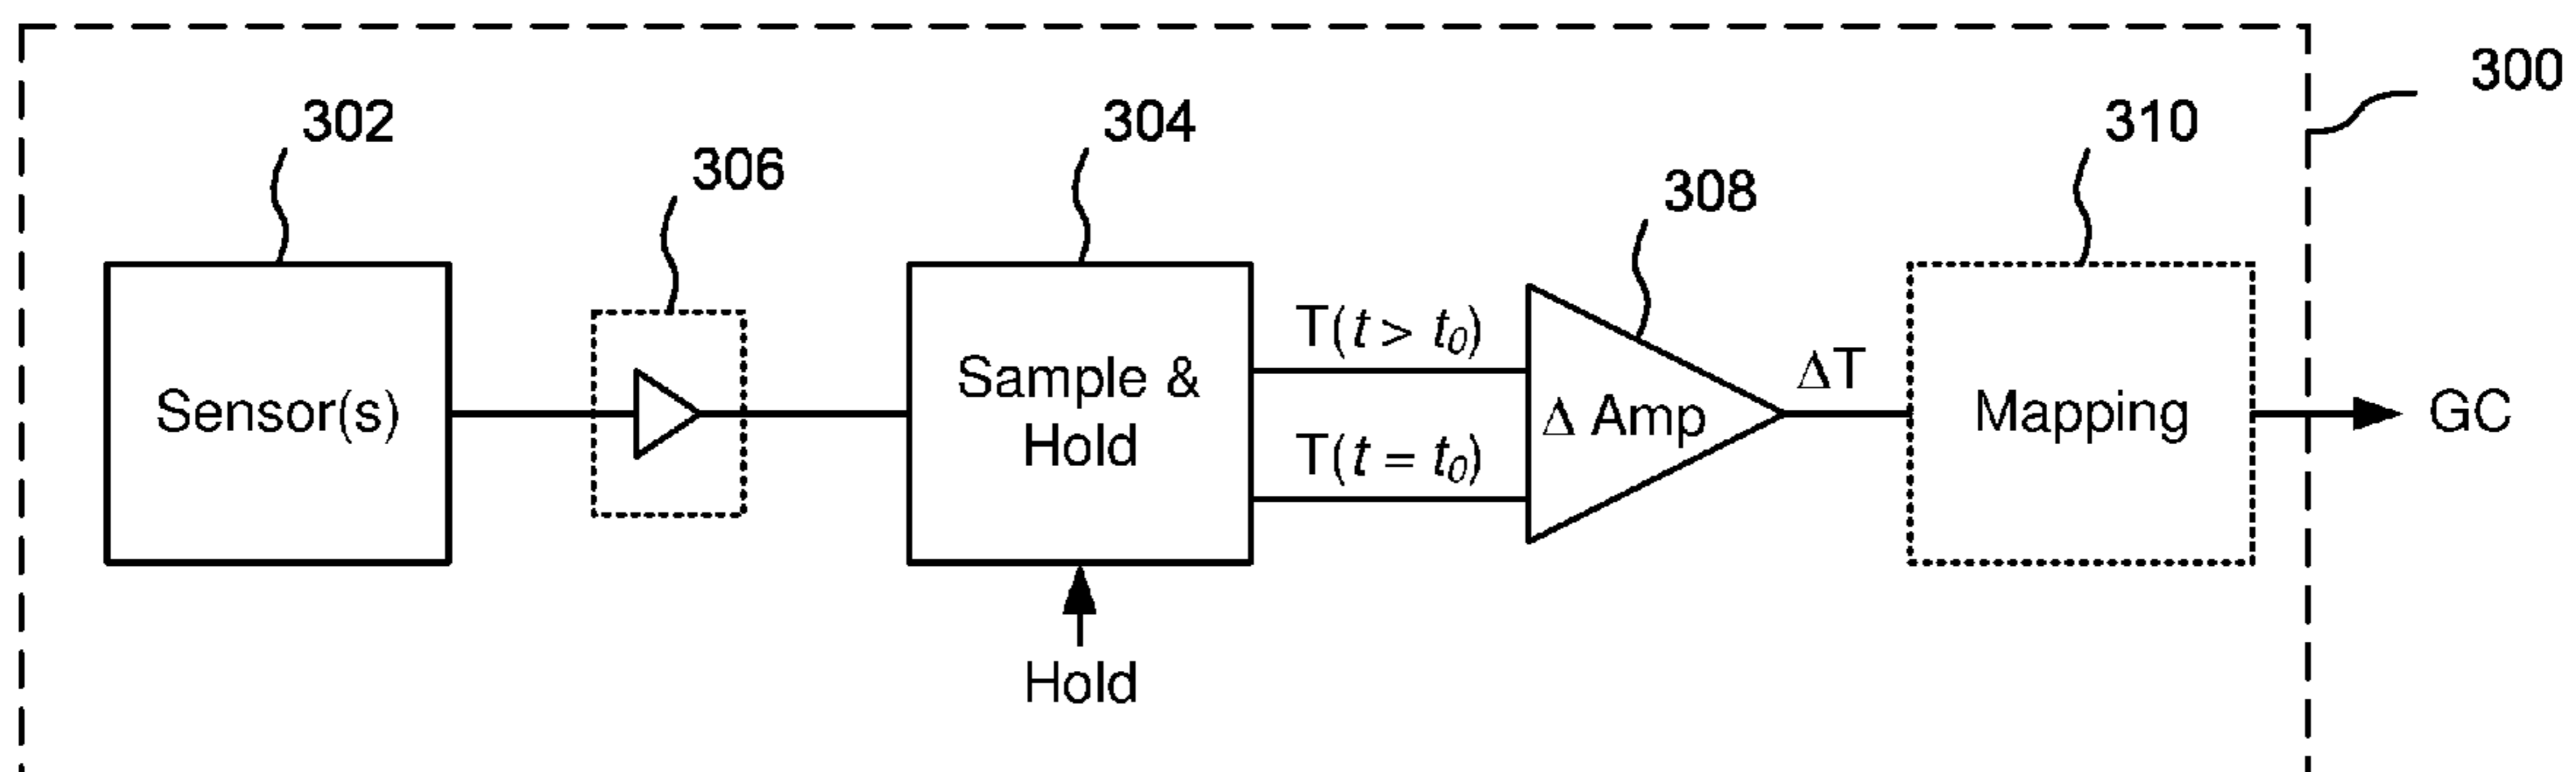 300
302
304
310
306
308
Sensor(s)
Sample &
Hold
T(t > t₀)
T(t = t₀)
Δ Amp
ΔT
Mapping
GC
Hold